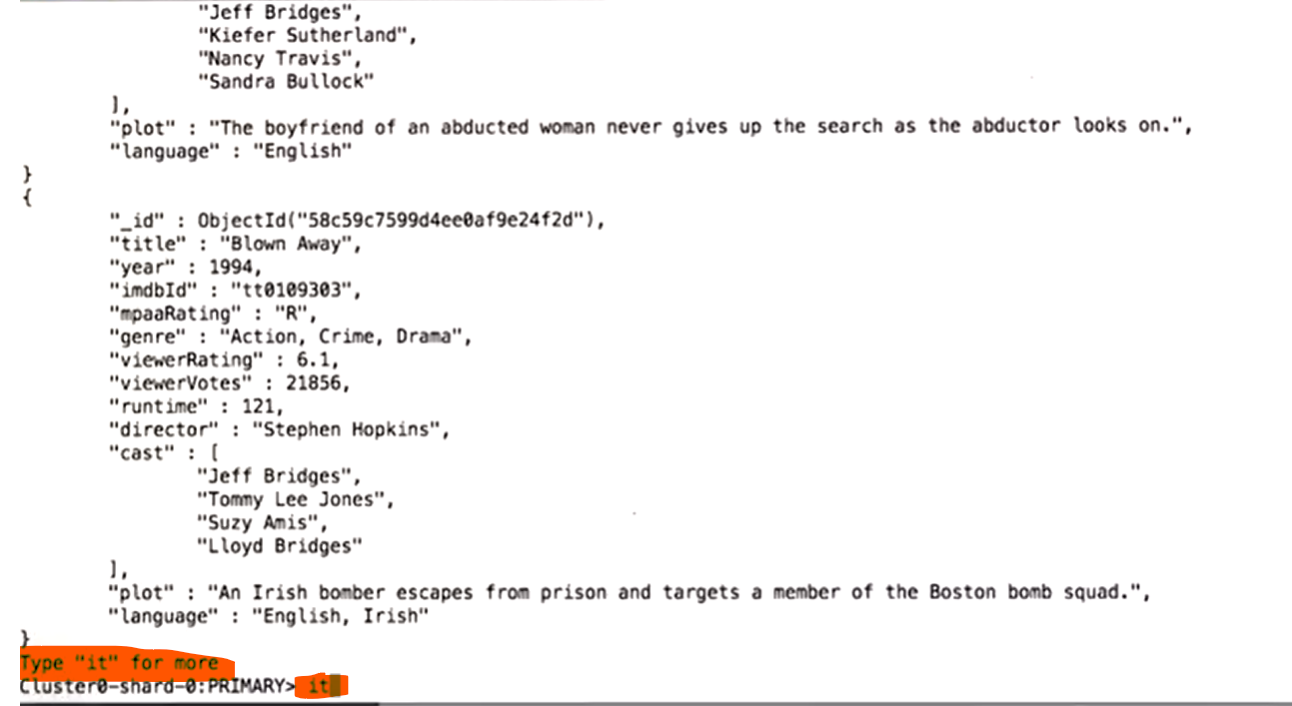 "Jeff Bridges",
"Kiefer Sutherland",
"Nancy Travis",
"Sandra Bullock"
],
"plot" : "The boyfriend of an abducted woman never gives up the search as the abductor looks on.",
"language" : "English"
}
{
"_id" : ObjectId("58c59c7599d4ee0af9e24f2d"),
"title" : "Blown Away",
"year" : 1994,
"imdbId" : "tt0109303",
"mpaaRating" : "R",
"genre" : "Action, Crime, Drama",
"viewerRating" : 6.1,
"viewerVotes" : 21856,
"runtime" : 121,
"director" : "Stephen Hopkins",
"cast" : [
"Jeff Bridges",
"Tommy Lee Jones",
"Suzy Amis",
"Lloyd Bridges"
],
"plot" : "An Irish bomber escapes from prison and targets a member of the Boston bomb squad.",
"language" : "English, Irish"
}
Type "it" for more
Cluster0-shard-0:PRIMARY> it